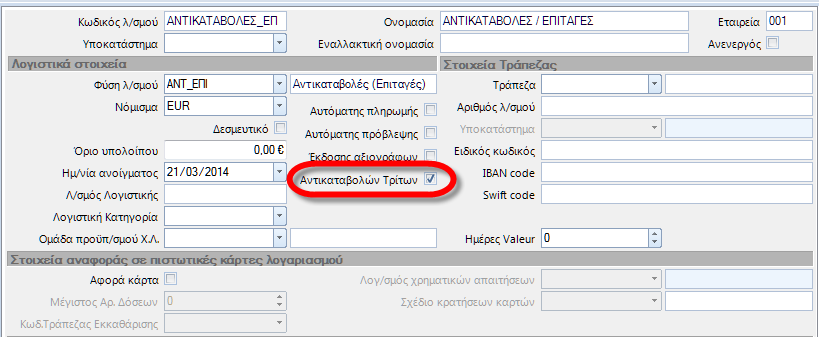 Κωδικός λ/σμού ΑΝΤΙΚΑΤΑΒΟΛΕΣ_ΕΠ Ονομασία ΑΝΤΙΚΑΤΑΒΟΛΕΣ / ΕΠΙΤΑΓΕΣ Εταιρεία 001
Υποκατάστημα Εναλλακτική ονομασία Ανενεργός
Λογιστικά στοιχεία Στοιχεία Τράπεζας
Φύση λ/σμού ΑΝΤ_ΕΠΙ Αντικαταβολές (Επιταγές) Τράπεζα
Νόμισμα EUR Αυτόματης πληρωμής Αριθμός λ/σμού
Δεσμευτικό Αυτόματης πρόβλεψης Υποκατάστημα
Όριο υπολοίπου 0,00 € Έκδοσης αξιογράφων Ειδικός κωδικός
Ημ/νία ανοίγματος 21/03/2014 Αντικαταβολών Τρίτων IBAN code
Λ/σμός Λογιστικής Swift code
Λογιστική Κατηγορία
Ομάδα προϋπ/σμού Χ.Λ. Ημέρες Valeur 0
Στοιχεία αναφοράς σε πιστωτικές κάρτες λογαριασμού
Αφορά κάρτα Λογ/σμός χρηματικών απαιτήσεων
Μέγιστος Αρ. Δόσεων 0 Σχέδιο κρατήσεων καρτών
Κωδ.Τράπεζας Εκκαθάρισης